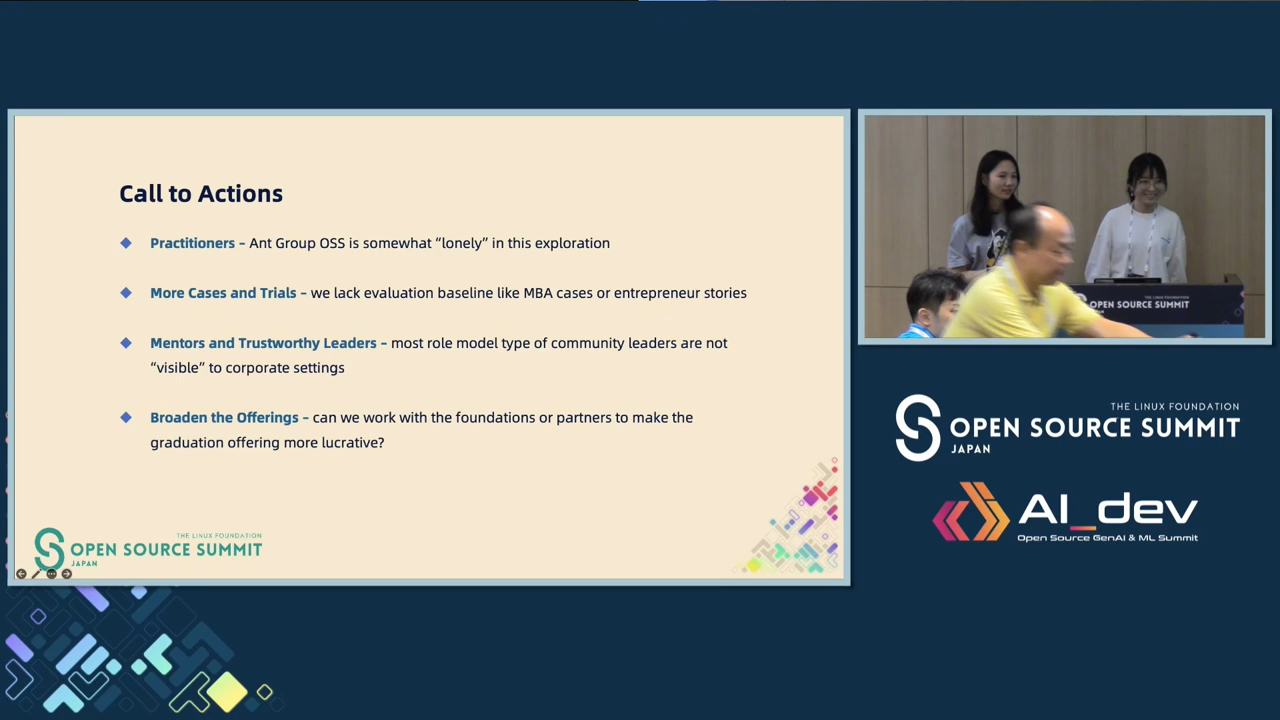 Call to Actions
Practitioners – Ant Group OSS is somewhat “lonely” in this exploration
More Cases and Trials – we lack evaluation baseline like MBA cases or entrepreneur stories
Mentors and Trustworthy Leaders – most role model type of community leaders are not
“visible” to corporate settings
Broaden the Offerings – can we work with the foundations or partners to make the
graduation offering more lucrative?
THE LINUX FOUNDATION
OPEN SOURCE SUMMIT
JAPAN
THE LINUX FOUNDATION
OPEN SOURCE SUMMIT
JAPAN
THE LINUX FOUNDATION
OPEN SOURCE SUMMIT
JAPAN
AI_dev
Open Source GenAI & ML Summit